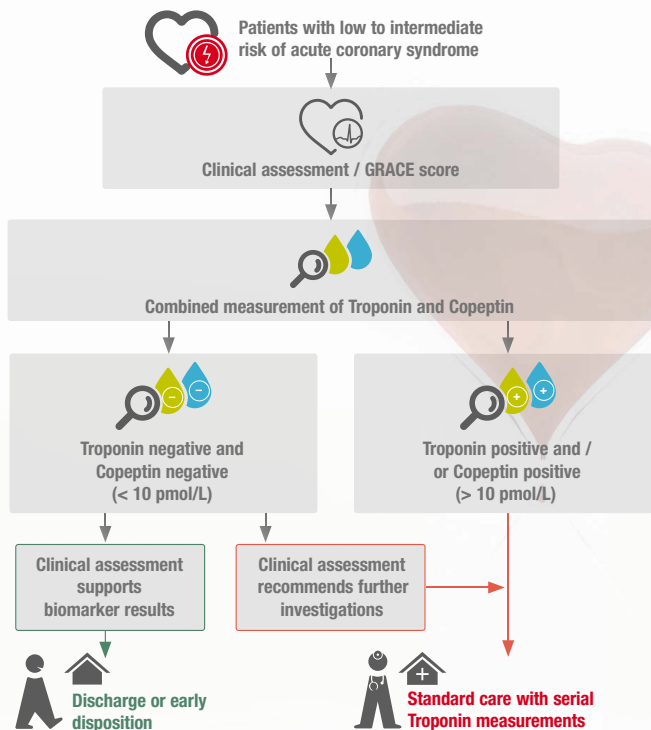 Patients with low to intermediate
risk of acute coronary syndrome
Clinical assessment / GRACE score
Combined measurement of Troponin and Copeptin
Troponin negative and
Copeptin negative
(< 10 pmol/L)
Troponin positive and /
or Copeptin positive
(> 10 pmol/L)
Clinical assessment
supports
biomarker results
Clinical assessment
recommends further
investigations
Discharge or early
disposition
Standard care with serial
Troponin measurements